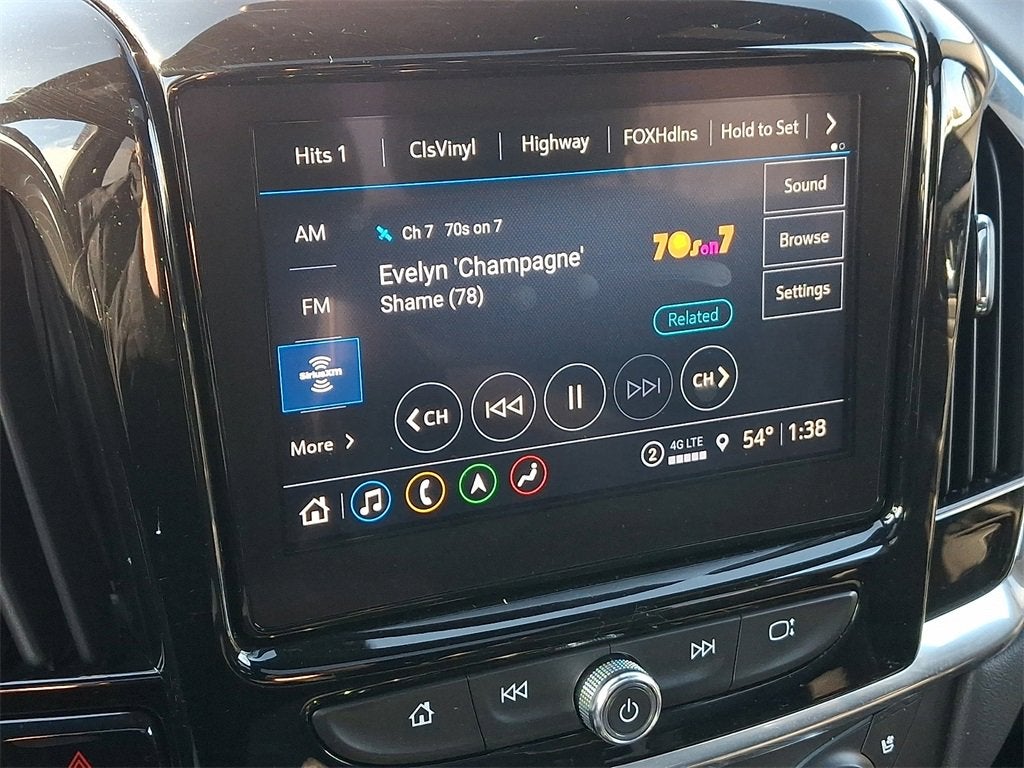 Hits 1
ClsVinyl
Highway
FOXHdlns
Hold to Set
AM
Ch 7 70s on 7
70s on 7
Sound
Evelyn 'Champagne'
Browse
FM
Shame (78)
Settings
Related
SiriusXM
CH
CH
More
2
4G LTE
54° 1:38